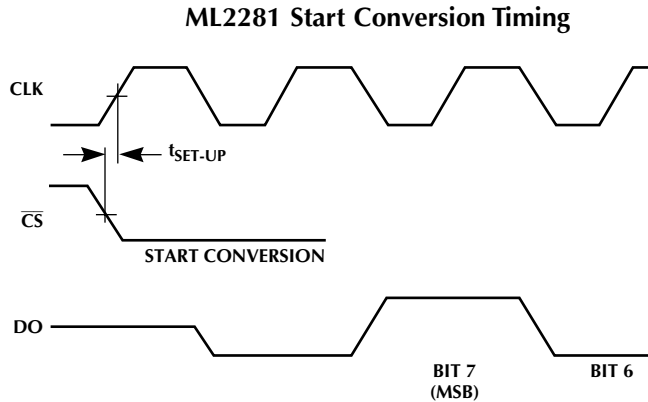 ML2281 Start Conversion Timing
CLK
tSET-UP
CS
START CONVERSION
DO
BIT 7
(MSB)
BIT 6